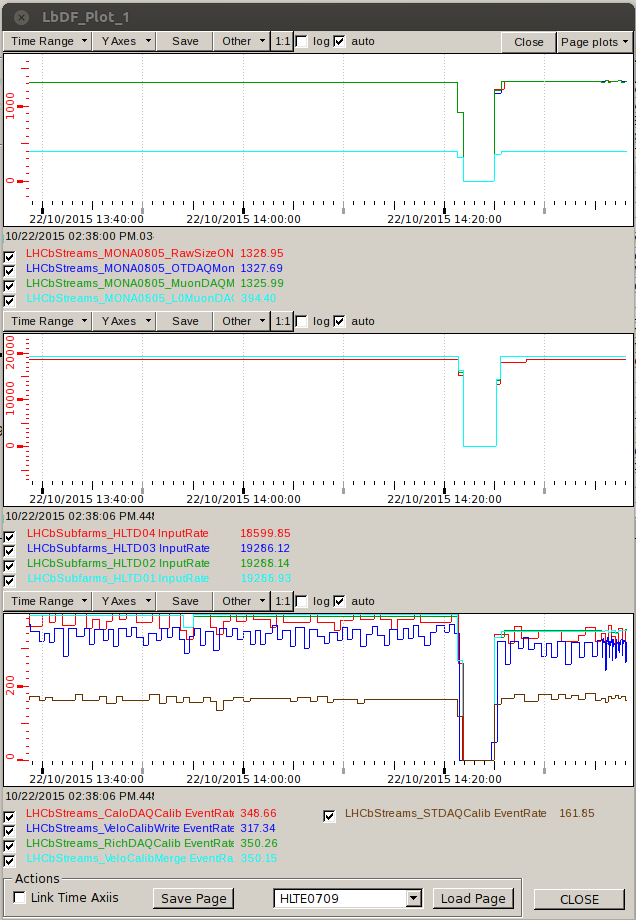 LbDF_Plot_1
Time Range Y Axes Save Other 1:1 log auto Close Page plots
1000
0
22/10/2015 13:40:00 22/10/2015 14:00:00 22/10/2015 14:20:00
10/22/2015 02:38:00 PM.03
LHCbStreams_MONA0805_RawSizeON 1328.95
LHCbStreams_MONA0805_OTDAQMon 1327.69
LHCbStreams_MONA0805_MuonDAQ 1325.99
LHCbStreams_MONA0805_L0MuonDAQ 394.40
Time Range Y Axes Save Other 1:1 log auto
20000
10000
0
22/10/2015 13:40:00 22/10/2015 14:00:00 22/10/2015 14:20:00
10/22/2015 02:38:06 PM.44
LHCbSubfarms_HLTD04 InputRate 18599.85
LHCbSubfarms_HLTD03 InputRate 19286.12
LHCbSubfarms_HLTD02 InputRate 19288.14
LHCbSubfarms_HLTD01 InputRate 19288.93
Time Range Y Axes Save Other 1:1 log auto
200
0
22/10/2015 13:40:00 22/10/2015 14:00:00 22/10/2015 14:20:00
10/22/2015 02:38:06 PM.44
LHCbStreams_CaloDAQCalib EventRate 348.66 LHCbStreams_STDAQCalib EventRate 161.85
LHCbStreams_VeloCalibWrite EventRate 317.34
LHCbStreams_RichDAQCalib EventRate 350.26
LHCbStreams_VeloCalibMerge EventRa 350.15
Actions
Link Time Axiis Save Page HLTE0709 Load Page CLOSE